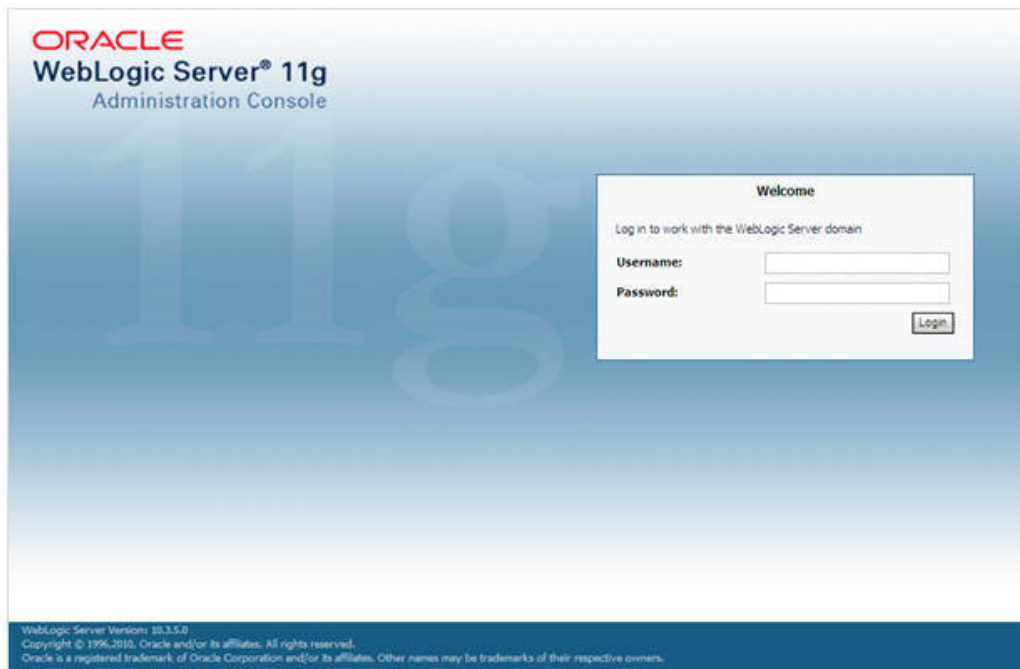 ORACLE
WebLogic Server® 11g
Administration Console
11g
Welcome
Log in to work with the WebLogic Server domain
Username:
Password:
Login
WebLogic Server Version: 10.3.5.0
Copyright © 1996,2010, Oracle and/or its affiliates. All rights reserved.
Oracle is a registered trademark of Oracle Corporation and/or its affiliates. Other names may be trademarks of their respective owners.